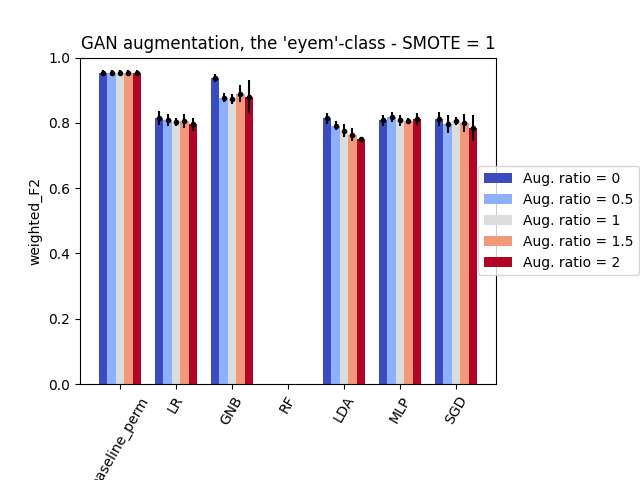 GAN augmentation, the 'eyem'-class - SMOTE = 1
1.0
0.8
0.6
0.4
0.2
0.0
weighted_F2
Aug. ratio = 0
Aug. ratio = 0.5
Aug. ratio = 1
Aug. ratio = 1.5
Aug. ratio = 2
aseline_perm
LR
GNB
RF
LDA
MLP
SGD